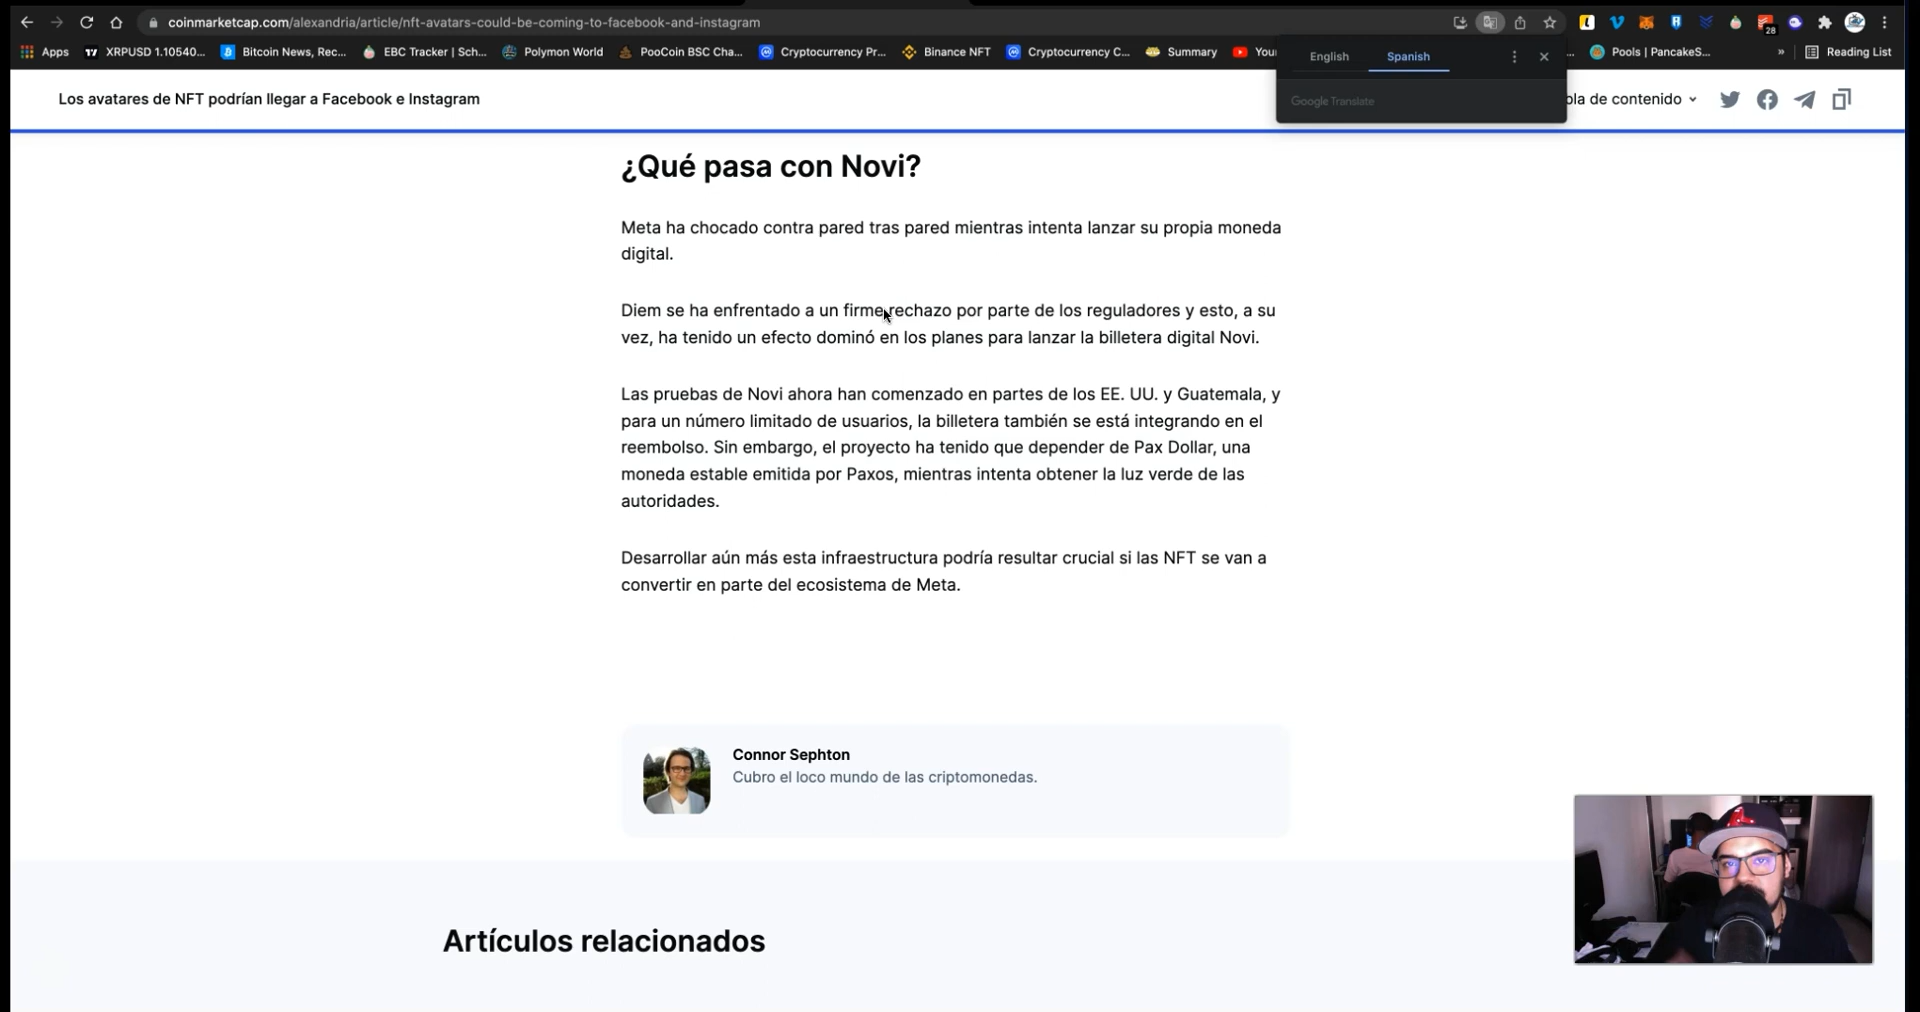 coinmarketcap.com/alexandria/article/nft-avatars-could-be-coming-to-facebook-and-instagram
28
Apps XRPUSD 1.10540... Bitcoin News, Rec... EBC Tracker | Sch... Polymon World PooCoin BSC Cha... Cryptocurrency Pr... Binance NFT Cryptocurrency C... Summary You Pools | PancakeS... » Reading List
English Spanish
Google Translate
Los avatares de NFT podrían llegar a Facebook e Instagram
bla de contenido
¿Qué pasa con Novi?
Meta ha chocado contra pared tras pared mientras intenta lanzar su propia moneda
digital.
Diem se ha enfrentado a un firme rechazo por parte de los reguladores y esto, a su
vez, ha tenido un efecto dominó en los planes para lanzar la billetera digital Novi.
Las pruebas de Novi ahora han comenzado en partes de los EE. UU. y Guatemala, y
para un número limitado de usuarios, la billetera también se está integrando en el
reembolso. Sin embargo, el proyecto ha tenido que depender de Pax Dollar, una
moneda estable emitida por Paxos, mientras intenta obtener la luz verde de las
autoridades.
Desarrollar aún más esta infraestructura podría resultar crucial si las NFT se van a
convertir en parte del ecosistema de Meta.
Connor Sephton
Cubro el loco mundo de las criptomonedas.
Artículos relacionados